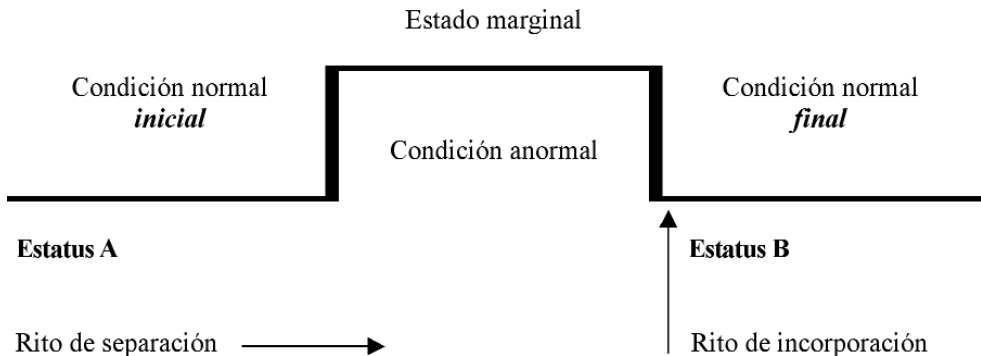 Estado marginal
Condición normal
inicial
Condición normal
final
Condición anormal
Estatus A
Estatus B
Rito de separación
Rito de incorporación